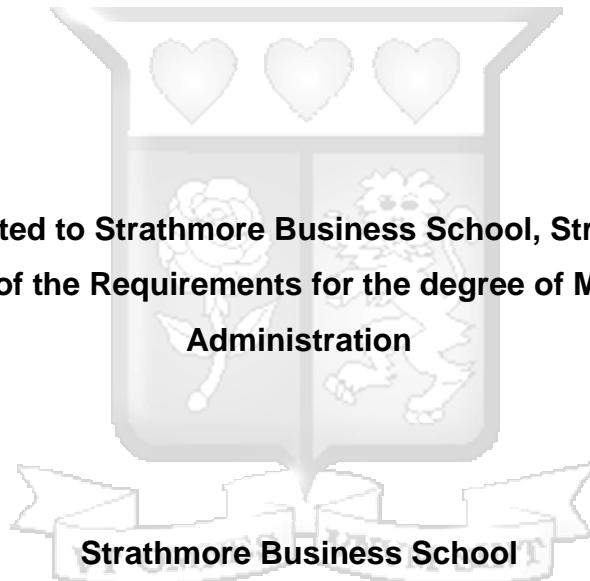 ted to Strathmore Business School, Str
of the Requirements for the degree of M
Administration
Strathmore Business School